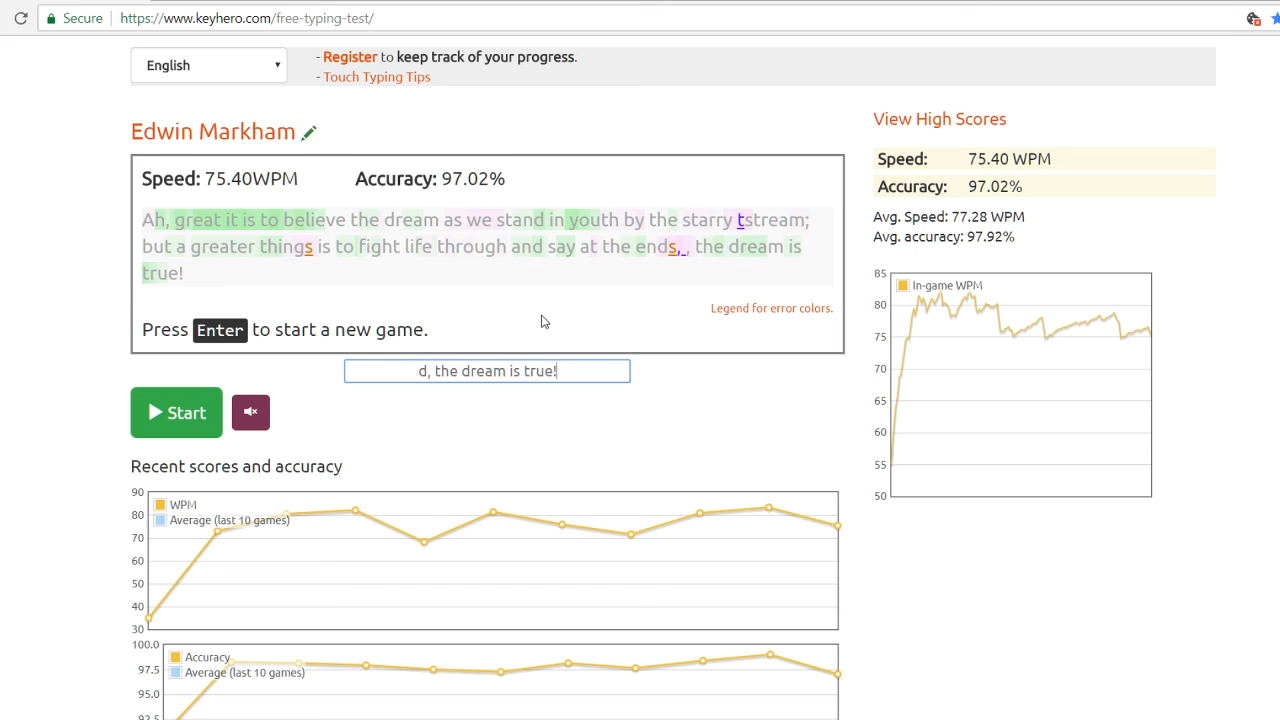 Secure https://www.keyhero.com/free-typing-test/
English
- Register to keep track of your progress.
- Touch Typing Tips
Edwin Markham
View High Scores
Speed: 75.40WPM Accuracy: 97.02%
Speed: 75.40 WPM
Accuracy: 97.02%
Ah, great it is to believe the dream as we stand in youth by the starry tstream;
but a greater things is to fight life through and say at the ends, , the dream is
true!
Avg. Speed: 77.28 WPM
Avg. accuracy: 97.92%
Legend for error colors.
Press Enter to start a new game.
d, the dream is true!
Start
85
80
75
70
65
60
55
50
In-game WPM
Recent scores and accuracy
90
80
70
60
50
40
30
WPM
Average (last 10 games)
100.0
97.5
95.0
92.5
Accuracy
Average (last 10 games)